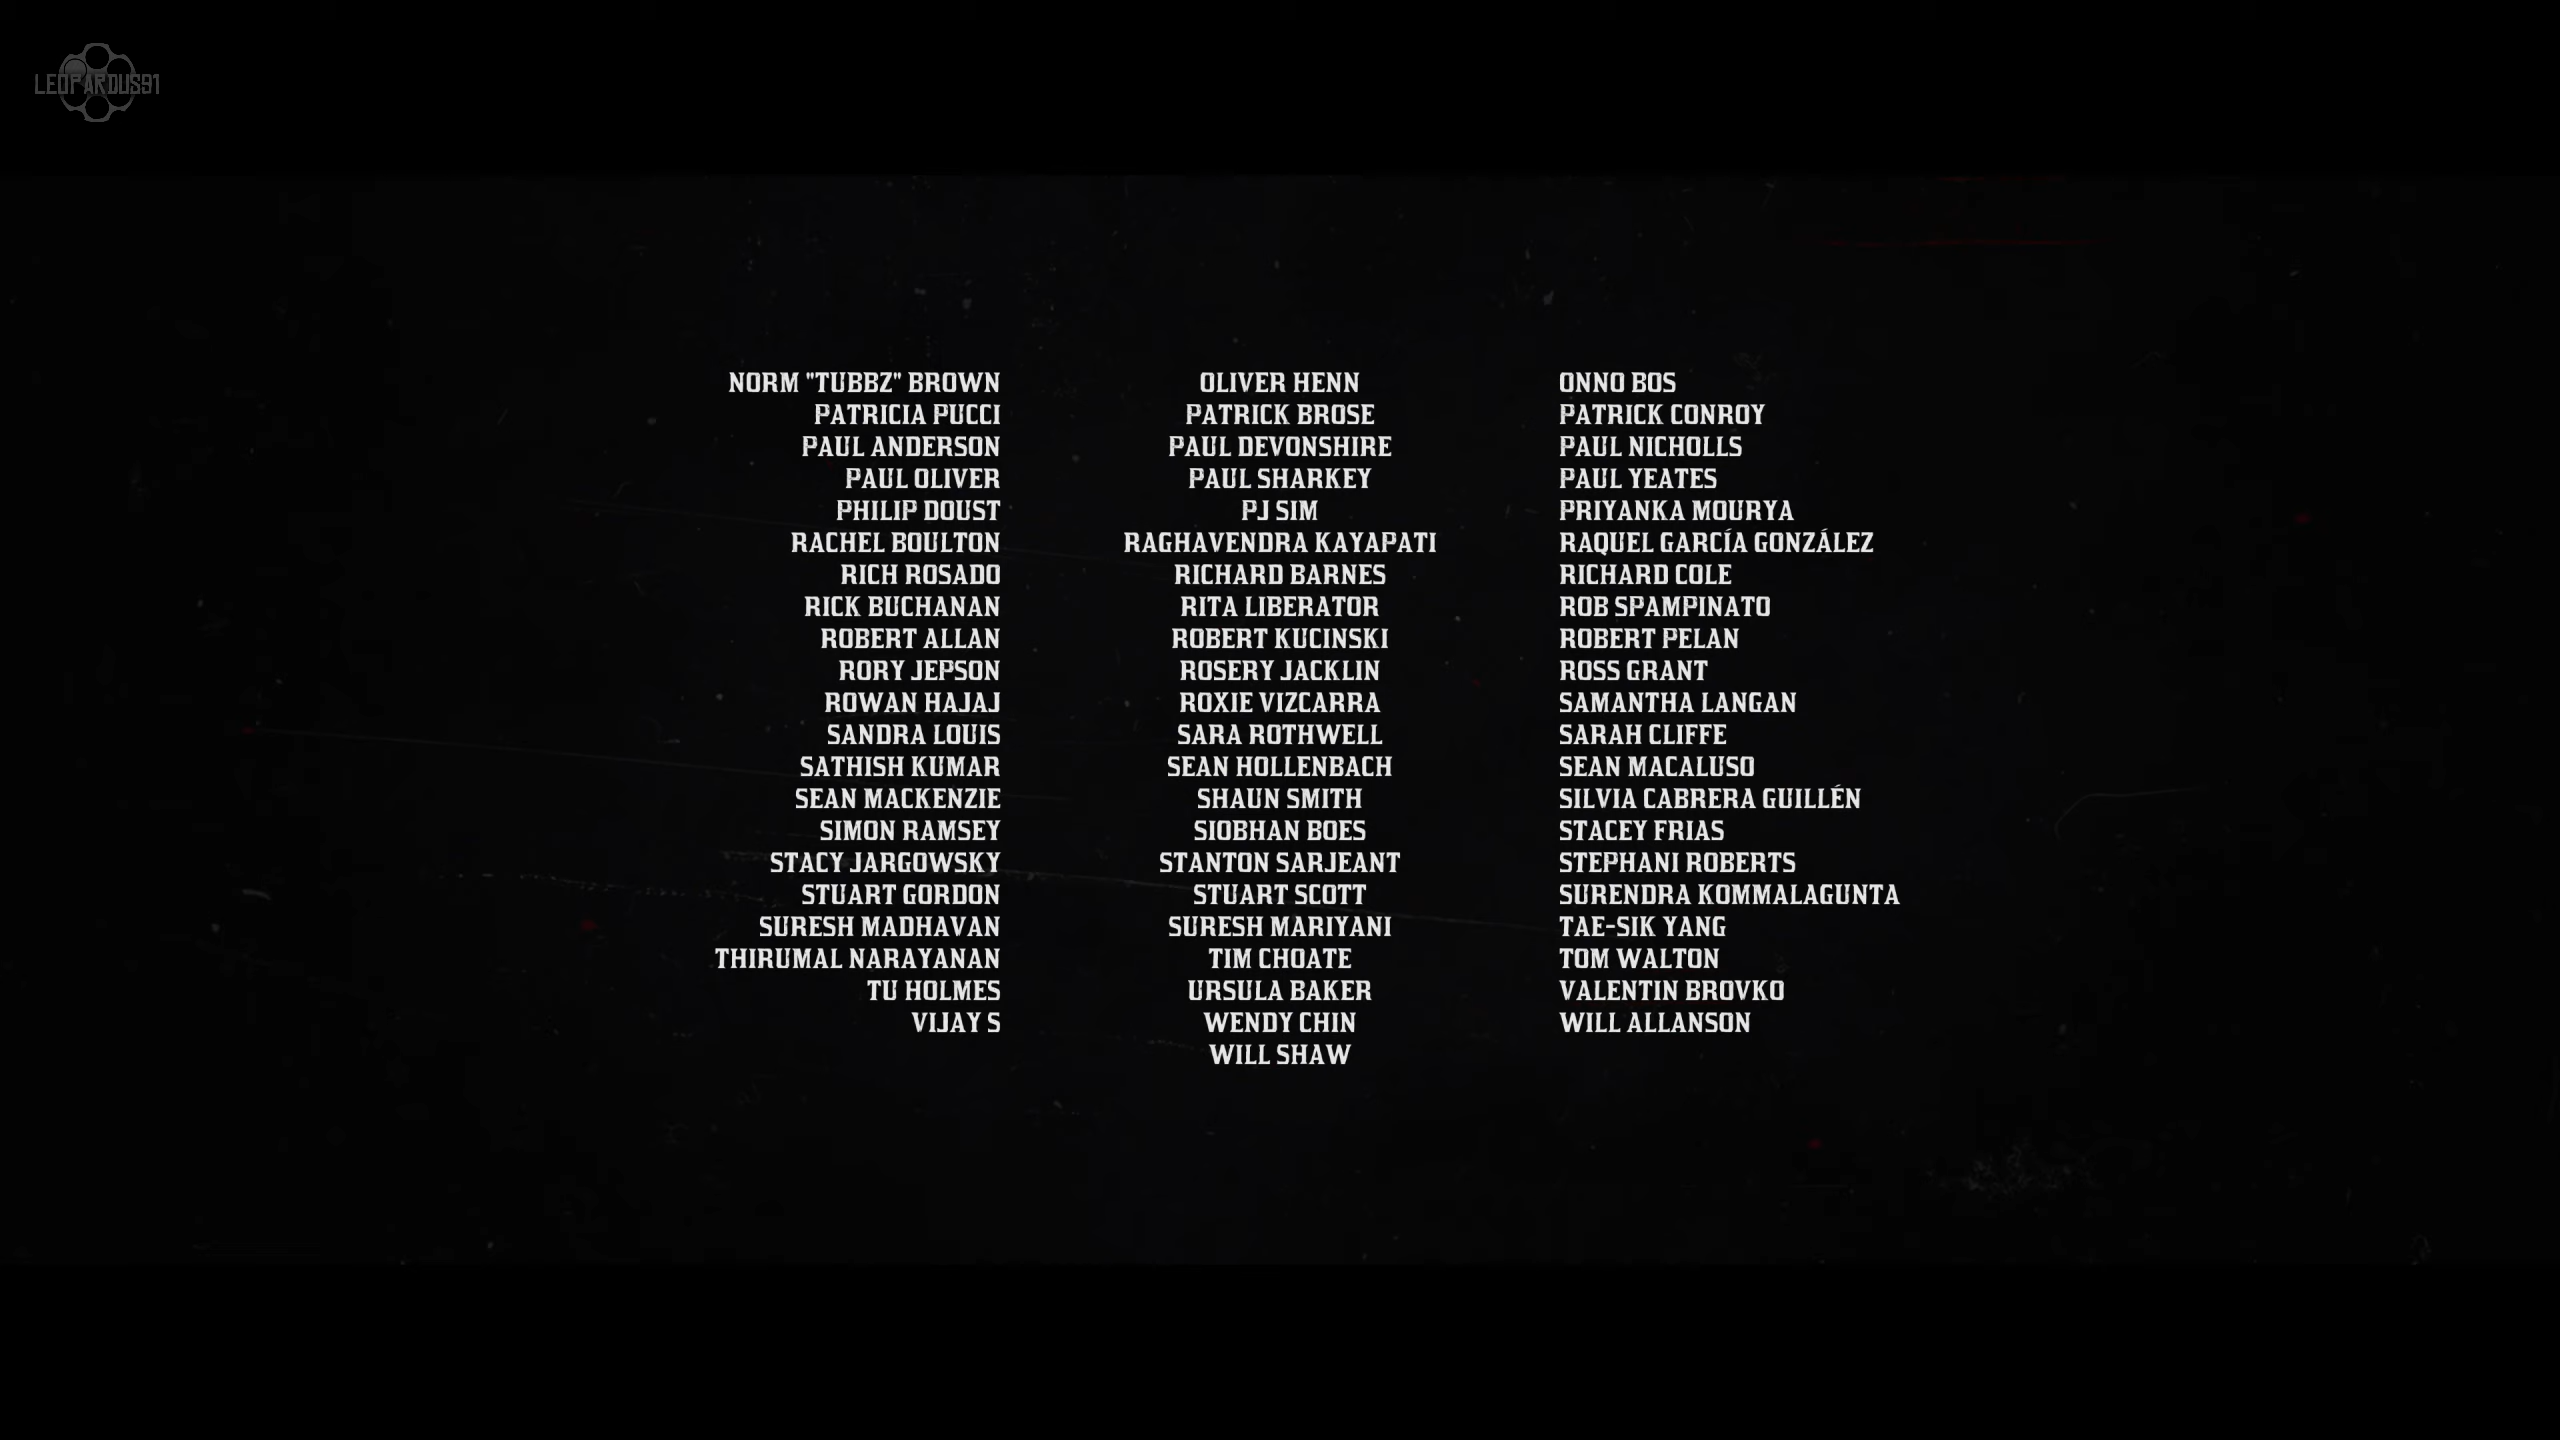 LEOPARDUS91
NORM "TUBBZ" BROWN OLIVER HENN ONNO BOS
PATRICIA PUCCI PATRICK BROSE PATRICK CONROY
PAUL ANDERSON PAUL DEVONSHIRE PAUL NICHOLLS
PAUL OLIVER PAUL SHARKEY PAUL YEATES
PHILIP DOUST PJ SIM PRIYANKA MOURYA
RACHEL BOULTON RAGHAVENDRA KAYAPATI RAQUEL GARCÍA GONZÁLEZ
RICH ROSADO RICHARD BARNES RICHARD COLE
RICK BUCHANAN RITA LIBERATOR ROB SPAMPINATO
ROBERT ALLAN ROBERT KUCINSKI ROBERT PELAN
RORY JEPSON ROSERY JACKLIN ROSS GRANT
ROWAN HAJAJ ROXIE VIZCARRA SAMANTHA LANGAN
SANDRA LOUIS SARA ROTHWELL SARAH CLIFFE
SATHISH KUMAR SEAN HOLLENBACH SEAN MACALUSO
SEAN MACKENZIE SHAUN SMITH SILVIA CABRERA GUILLÉN
SIMON RAMSEY SIOBHAN BOES STACEY FRIAS
STACY JARGOWSKY STANTON SARJEANT STEPHANI ROBERTS
STUART GORDON STUART SCOTT SURENDRA KOMMALAGUNTA
SURESH MADHAVAN SURESH MARIYANI TAE-SIK YANG
THIRUMAL NARAYANAN TIM CHOATE TOM WALTON
TU HOLMES URSULA BAKER VALENTIN BROVKO
VIJAY S WENDY CHIN WILL ALLANSON
WILL SHAW